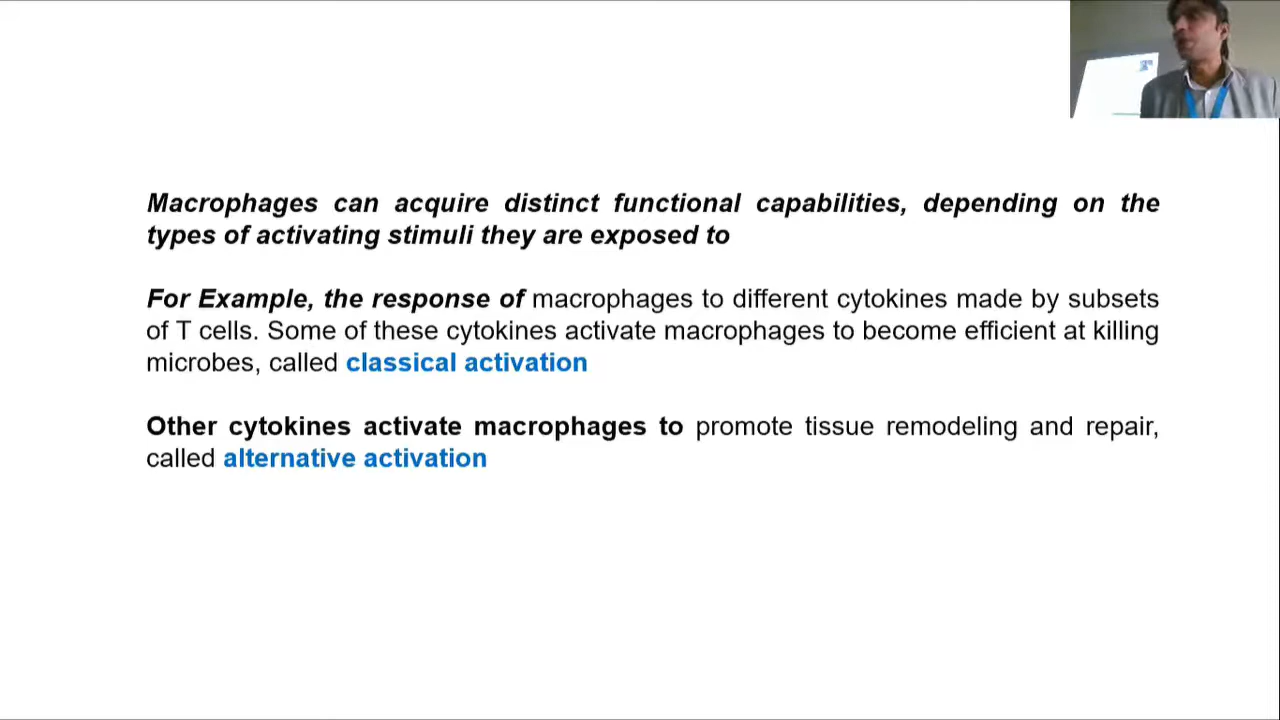 Macrophages can acquire distinct functional capabilities, depending on the
types of activating stimuli they are exposed to
For Example, the response of macrophages to different cytokines made by subsets
of T cells. Some of these cytokines activate macrophages to become efficient at killing
microbes, called classical activation
Other cytokines activate macrophages to promote tissue remodeling and repair,
called alternative activation